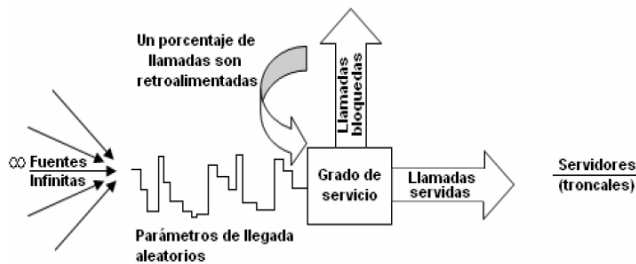 Un porcentaje de
llamadas son
retroalimentadas
Llamadas
bloquedas
∞ Fuentes
Infinitas
Grado de
servicio
Llamadas
servidas
Servidores
(troncales)
Parámetros de llegada
aleatorios